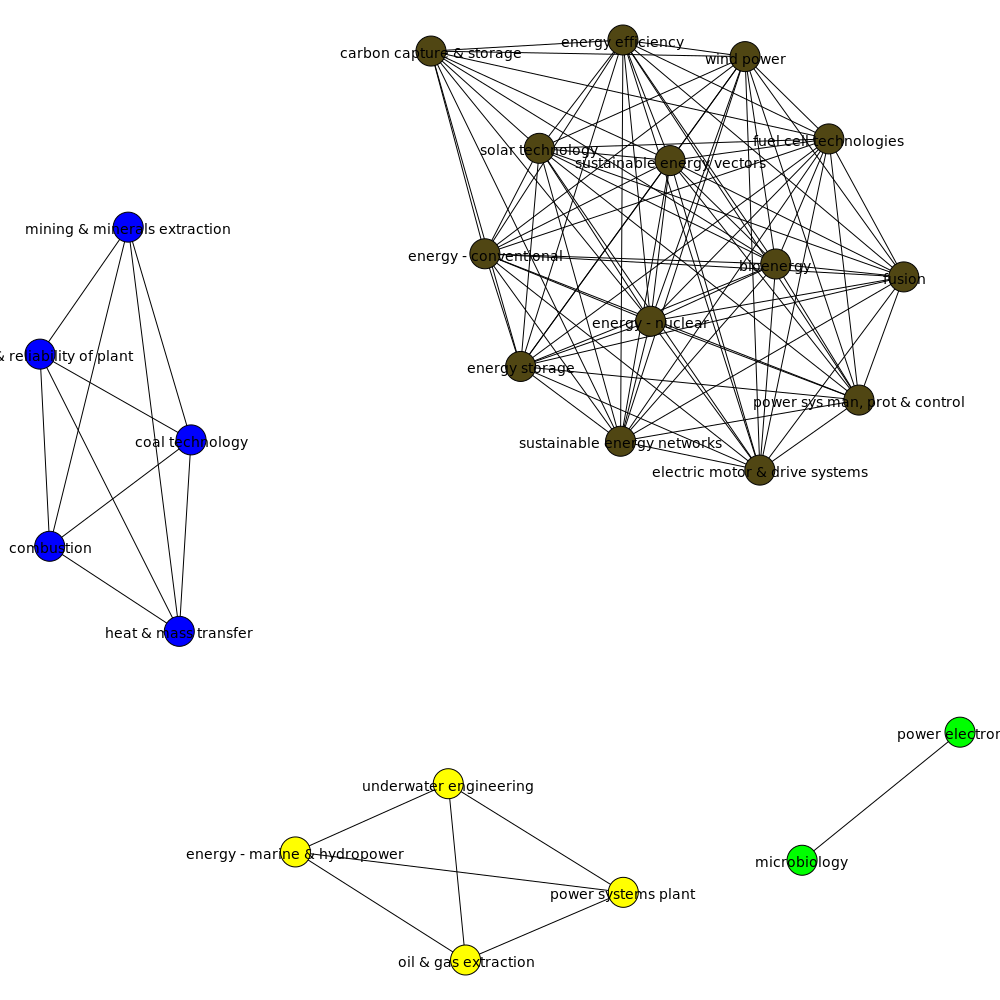 energy efficiency
carbon capture & storage
wind power
fuel cell technologies
solar technology
sustainable energy vectors
mining & minerals extraction
energy - conventional
bioenergy
fusion
energy - nuclear
& reliability of plant
energy storage
power sys man, prot & control
coal technology
sustainable energy networks
electric motor & drive systems
combustion
heat & mass transfer
power electron
underwater engineering
energy - marine & hydropower
microbiology
power systems plant
oil & gas extraction